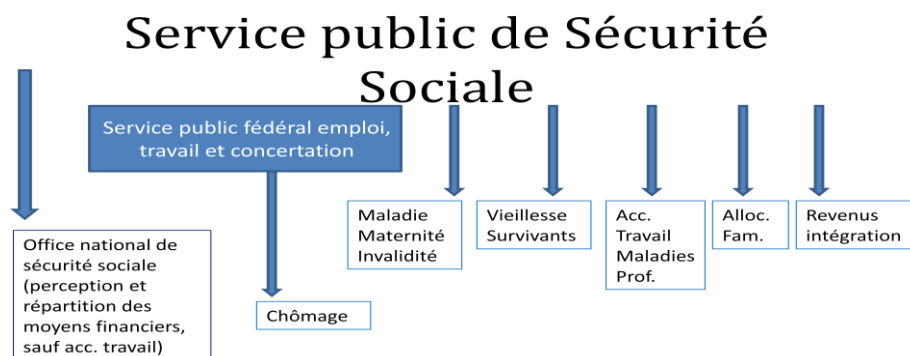 Service public de Sécurité
Sociale
Service public fédéral emploi,
travail et concertation
Maladie
Maternité
Invalidité
Vieillesse
Survivants
Acc.
Travail
Maladies
Prof.
Alloc.
Fam.
Revenus
intégration
Office national de
sécurité sociale
(perception et
répartition des
moyens financiers,
sauf acc. travail)
Chômage